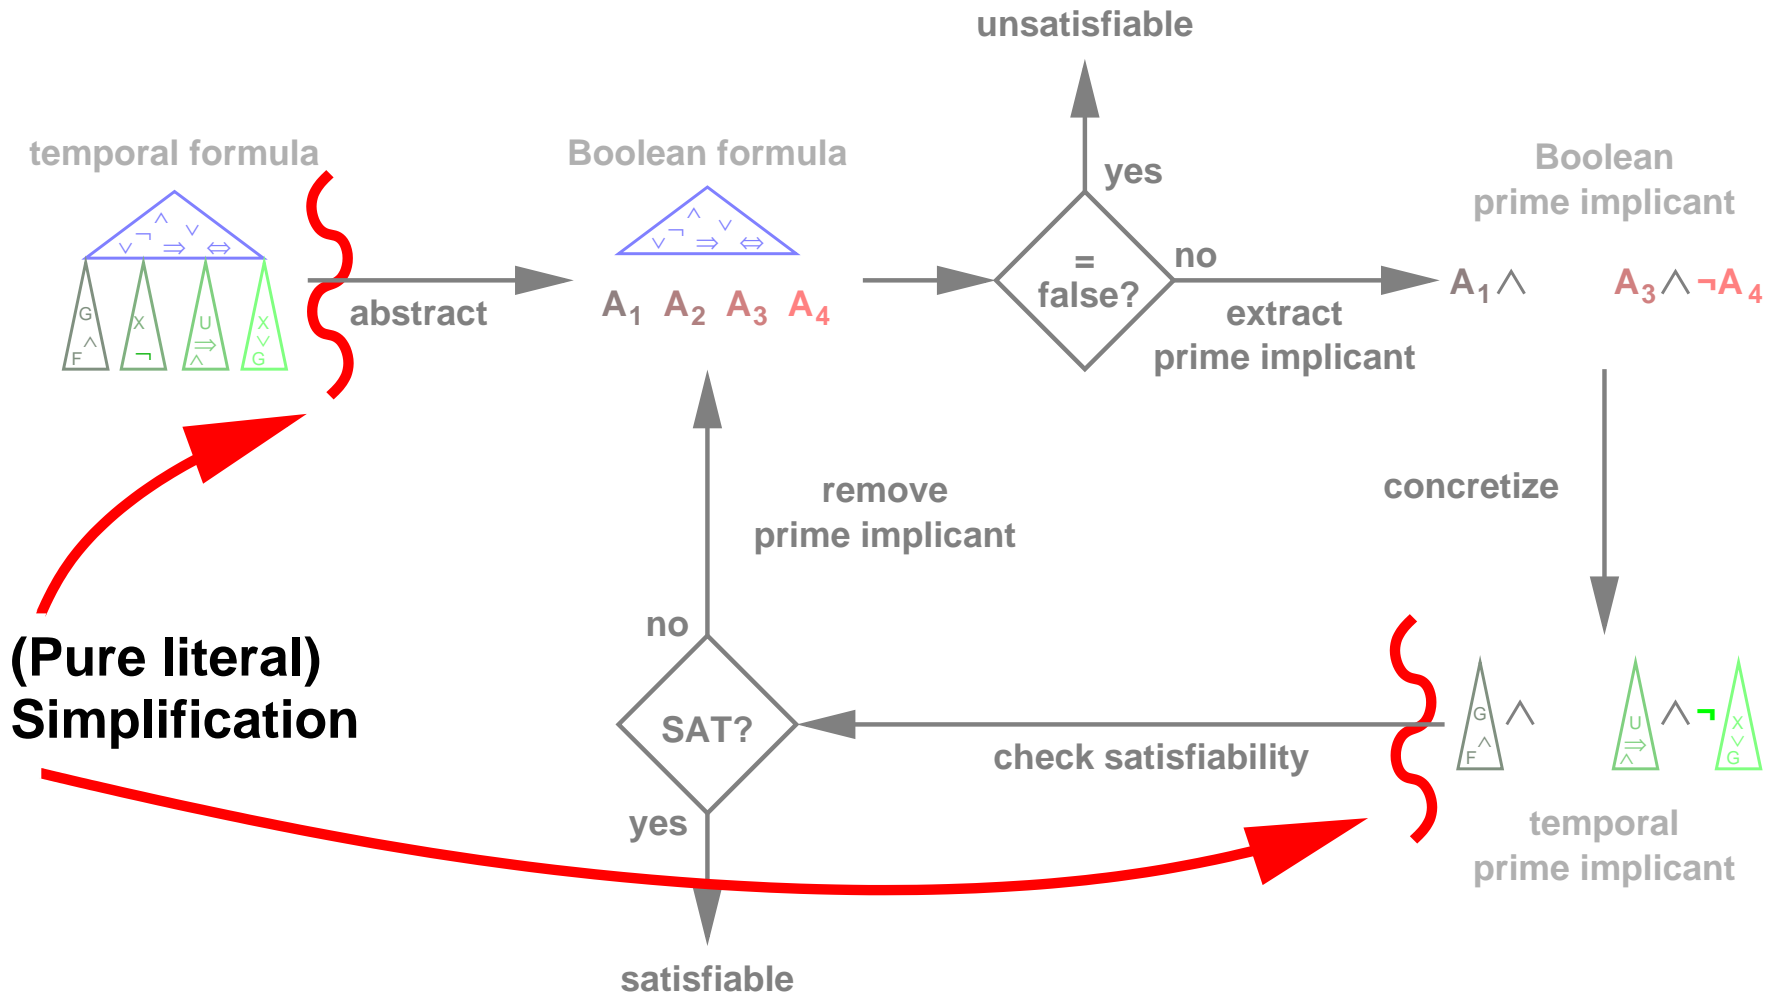 unsatisfiable
temporal formula
Boolean formula
yes
Boolean
prime implicant
∧
∨ ¬ ∨
⇒ ⇔
∧
∨ ¬ ∨
⇒ ⇔
=
false?
no
abstract
A1 A2 A3 A4
extract
prime implicant
A1 ∧ A3 ∧ ¬A4
G
∧
F
X
¬
U
⇒
∧
X
∨
G
remove
prime implicant
concretize
no
(Pure literal)
Simplification
SAT?
check satisfiability
G
∧
F
∧
U
⇒
∧
∧ ¬
X
∨
G
yes
temporal
prime implicant
satisfiable